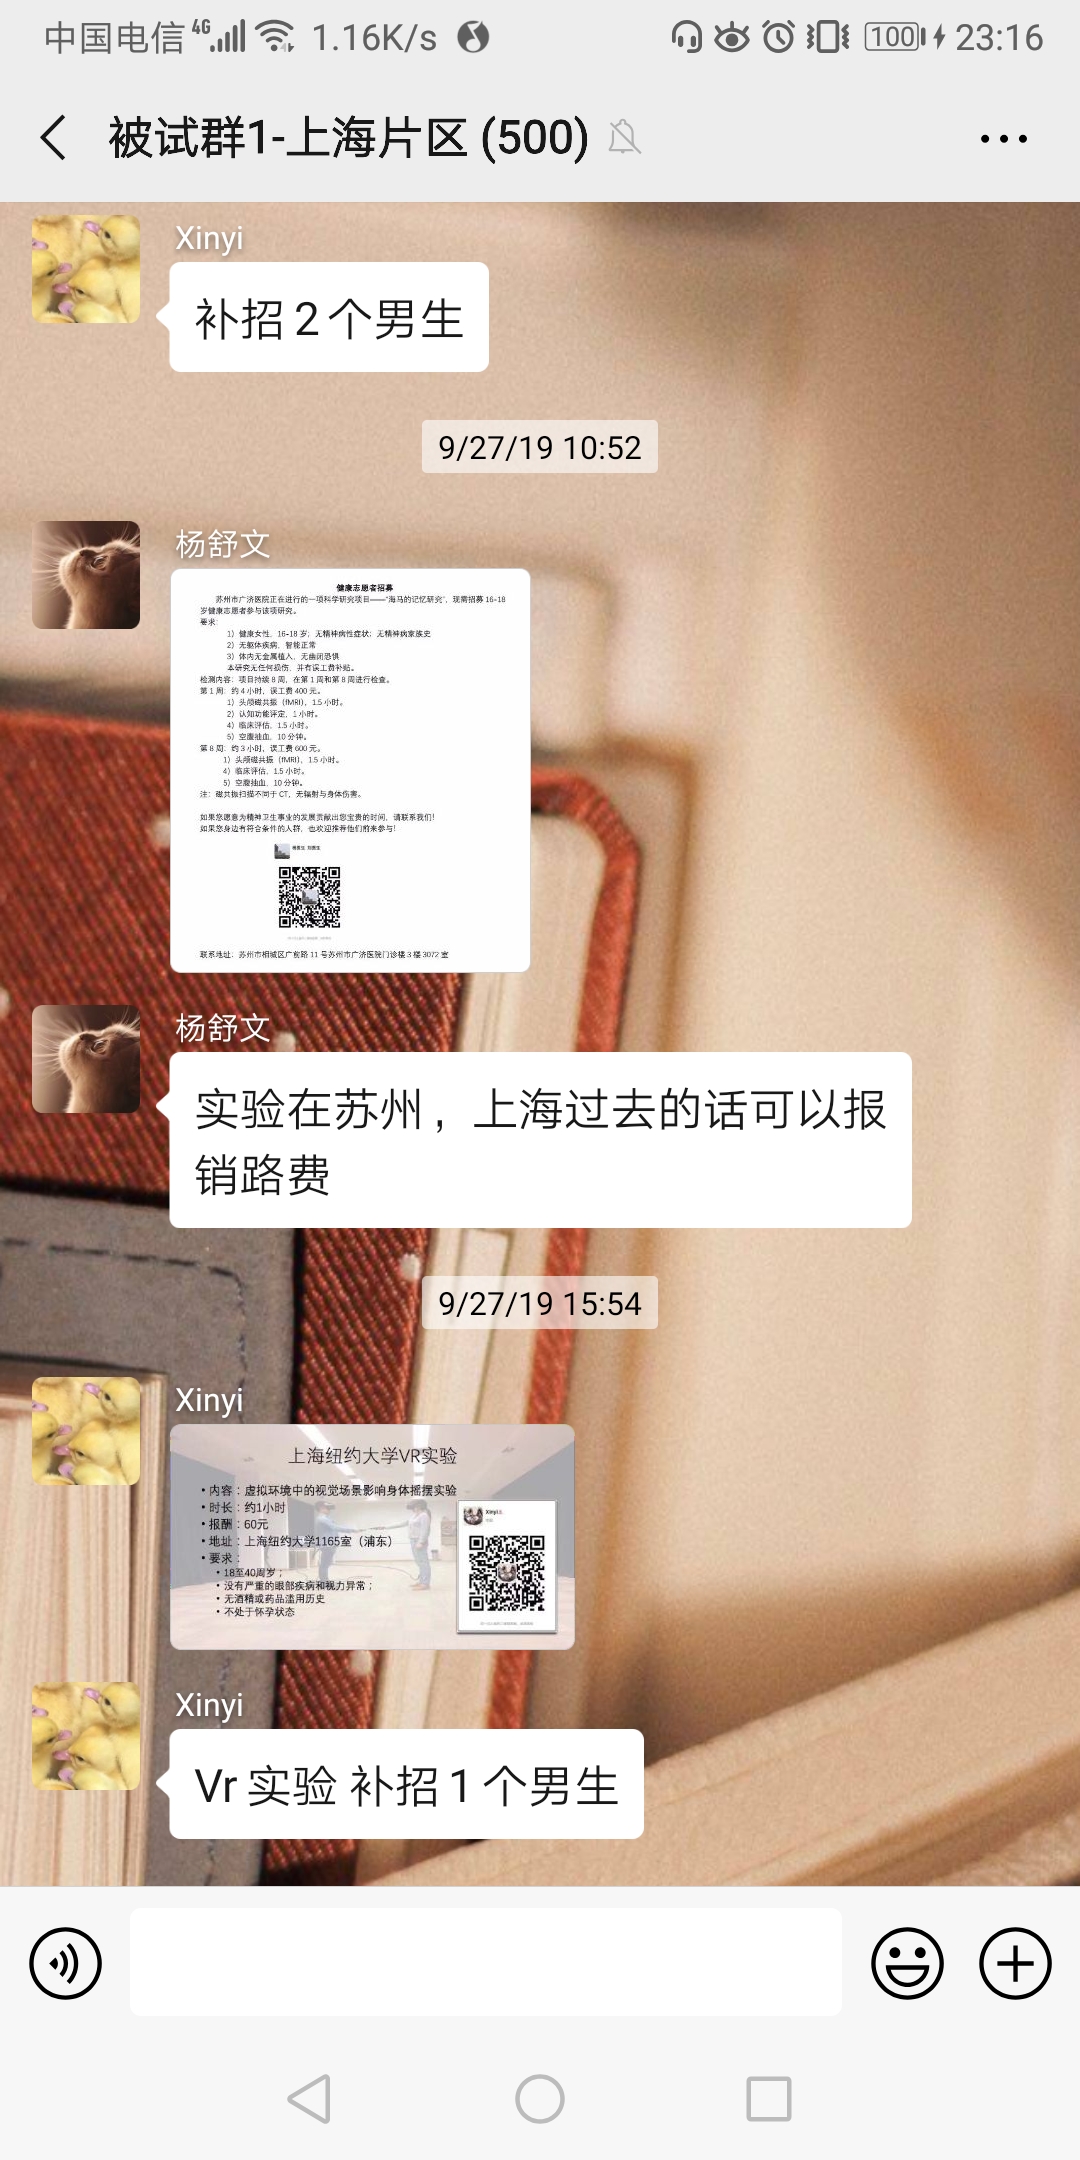 中国电信 4G 1.16K/s 100 23:16
被试群1-上海片区 (500)
Xinyi
补招 2 个男生
9/27/19 10:52
杨舒文
健康志愿者招募
苏州市广济医院正在进行的一项科学研究项目——“海马的记忆研究”，现需招募 16-18
岁健康志愿者参与该项研究。
要求：
1）健康女性，16-18 岁；无精神病性症状；无精神病家族史
2）无躯体疾病，智能正常
3）体内无金属植入，无幽闭恐惧
本研究无任何损伤，并有误工费补贴。
检测内容：项目持续 8 周，在第 1 周和第 8 周进行检查。
第 1 周：约 4 小时，误工费 400 元。
1）头颅磁共振（fMRI），1.5 小时。
2）认知功能评定，1 小时。
4）临床评估，1.5 小时。
5）空腹抽血，10 分钟。
第 8 周：约 3 小时，误工费 600 元。
1）头颅磁共振（fMRI），1.5 小时。
4）临床评估，1.5 小时。
5）空腹抽血，10 分钟。
注：磁共振扫描不同于 CT，无辐射与身体伤害。
如果您愿意为精神卫生事业的发展贡献出您宝贵的时间，请联系我们！
如果您身边有符合条件的人群，也欢迎推荐他们前来参与！
联系地址：苏州市相城区广前路 11 号苏州市广济医院门诊楼 3 楼 3072 室
杨舒文
实验在苏州，上海过去的话可以报
销路费
9/27/19 15:54
Xinyi
上海纽约大学VR实验
• 内容：虚拟环境中的视觉场景影响身体摇摆实验
• 时长：约1小时
• 报酬：60元
• 地址：上海纽约大学1165室（浦东）
• 要求：
• 18至40周岁；
• 没有严重的眼部疾病和视力异常；
• 无酒精或药品滥用历史
• 不处于怀孕状态
Xinyi
Xinyi
Vr 实验 补招 1 个男生